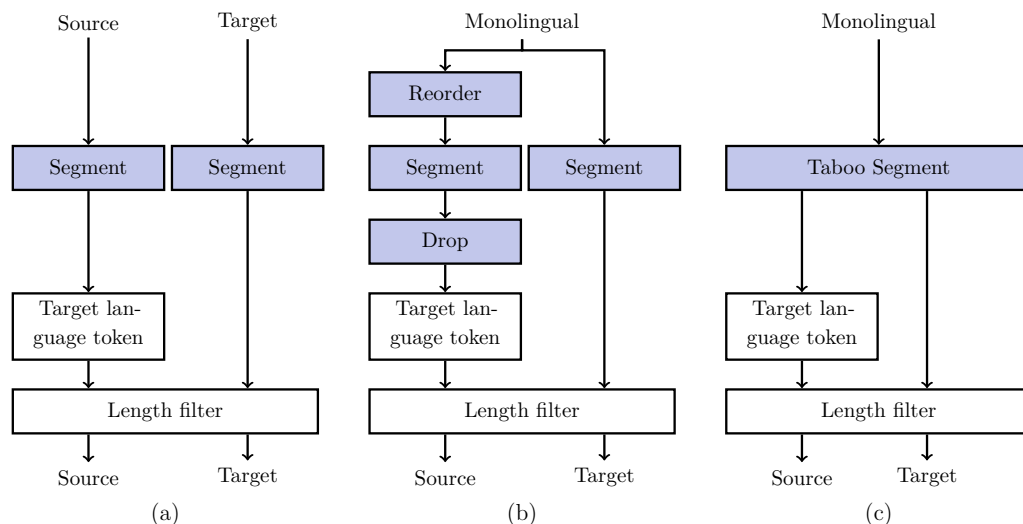 Source
Target
Segment
Segment
Target lan-
guage token
Length filter
Source
Target
(a)
Monolingual
Reorder
Segment
Segment
Drop
Target lan-
guage token
Length filter
Source
Target
(b)
Monolingual
Taboo Segment
Target lan-
guage token
Length filter
Source
Target
(c)